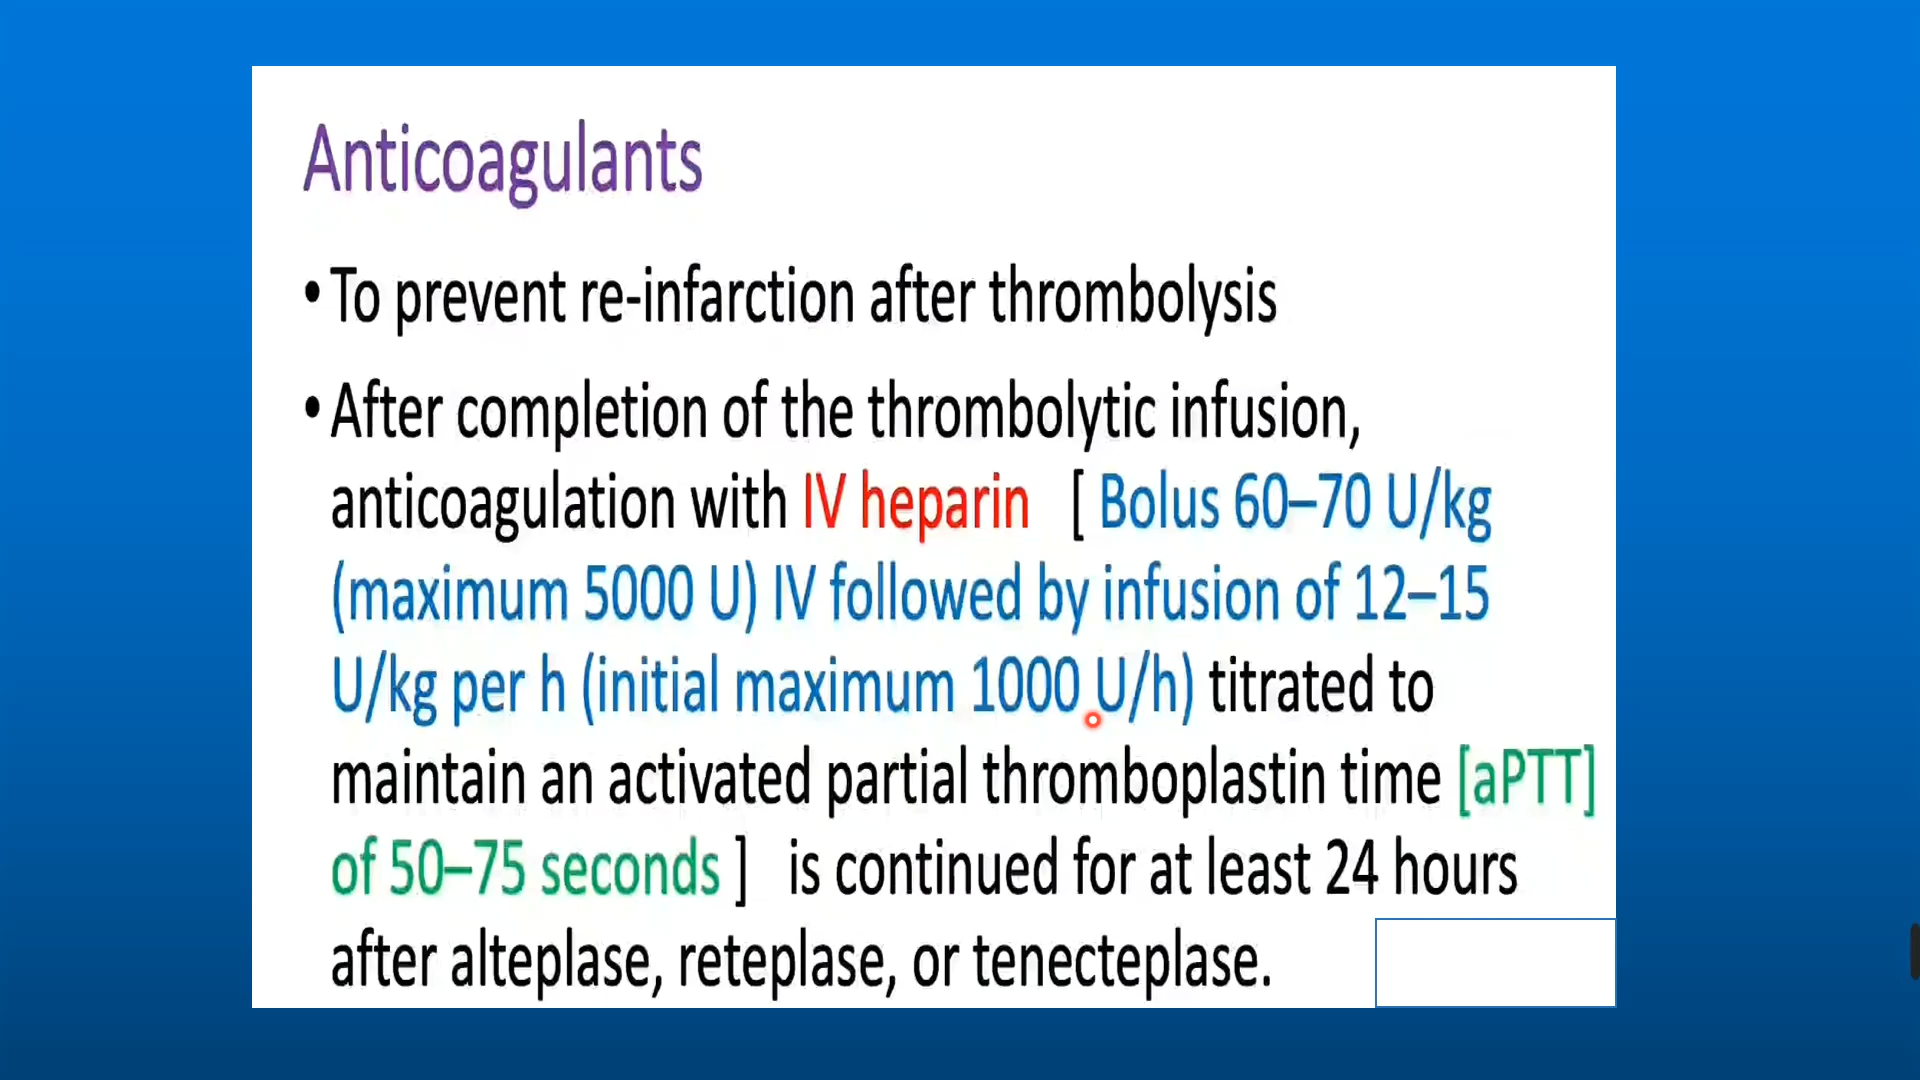 Anticoagulants
•To prevent re-infarction after thrombolysis
•After completion of the thrombolytic infusion,
anticoagulation with IV heparin [ Bolus 60–70 U/kg
(maximum 5000 U) IV followed by infusion of 12–15
U/kg per h (initial maximum 1000 U/h) titrated to
maintain an activated partial thromboplastin time [aPTT]
of 50–75 seconds ] is continued for at least 24 hours
after alteplase, reteplase, or tenecteplase.